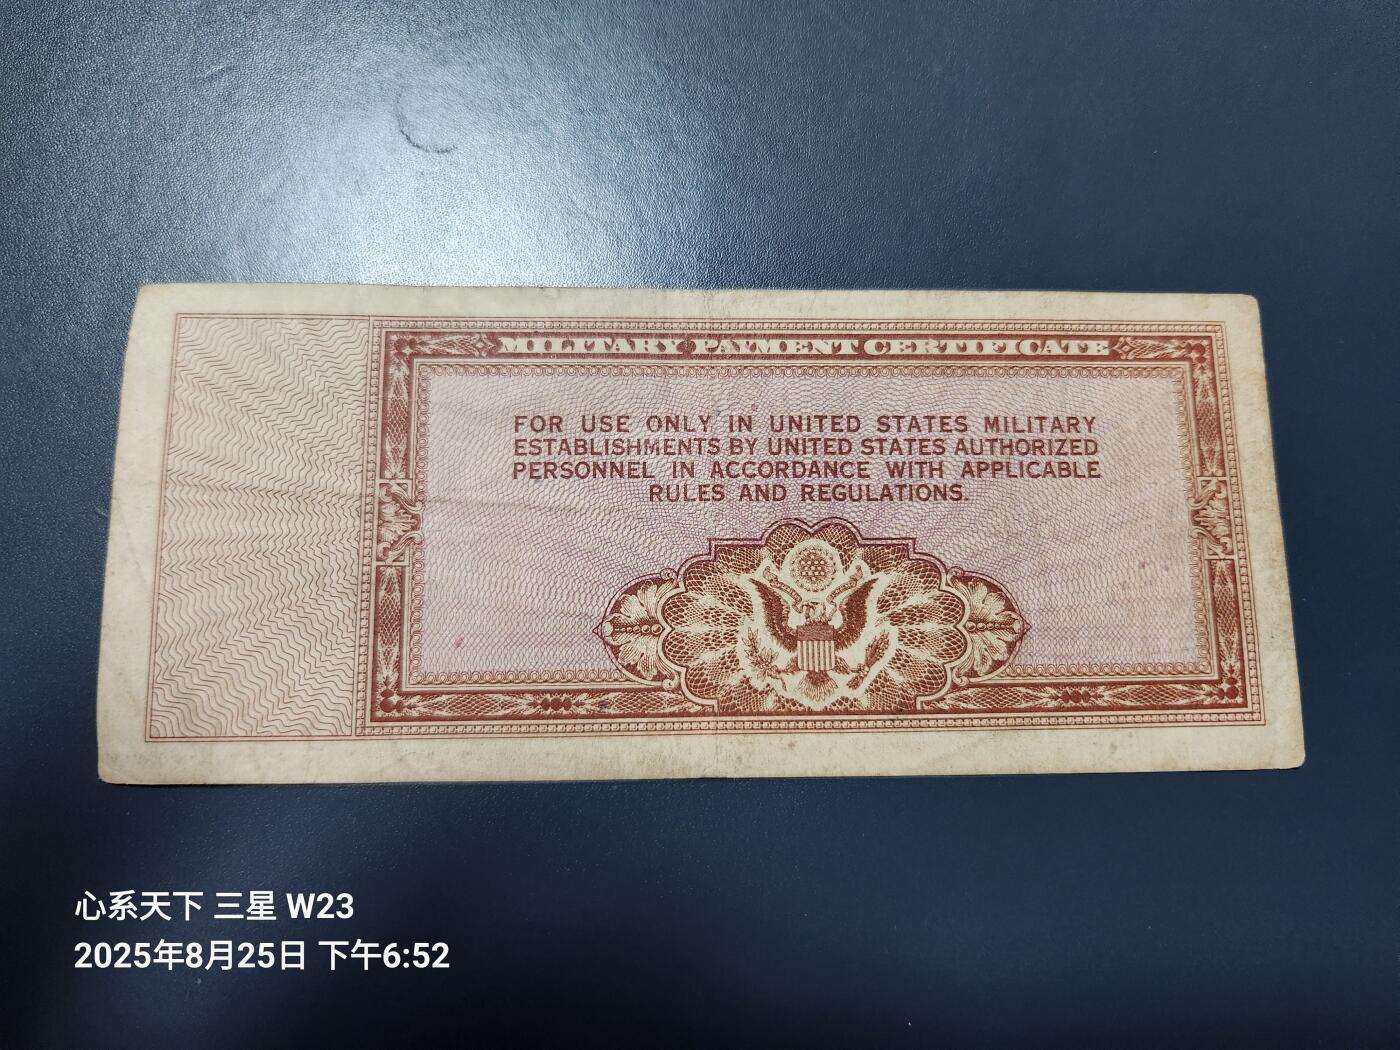 MILITARY PAYMENT CERTIFICATE
FOR USE ONLY IN UNITED STATES MILITARY
ESTABLISHMENTS BY UNITED STATES AUTHORIZED
PERSONNEL IN ACCORDANCE WITH APPLICABLE
RULES AND REGULATIONS.
心系天下 三星 W23
2025年8月25日 下午6:52